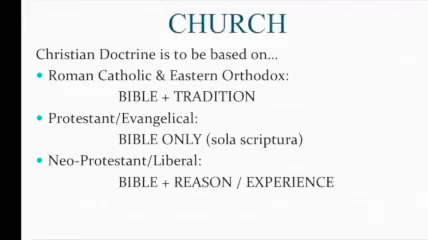 CHURCH
Christian Doctrine is to be based on...
• Roman Catholic & Eastern Orthodox:
BIBLE + TRADITION
• Protestant/Evangelical:
BIBLE ONLY (sola scriptura)
• Neo-Protestant/Liberal:
BIBLE + REASON / EXPERIENCE